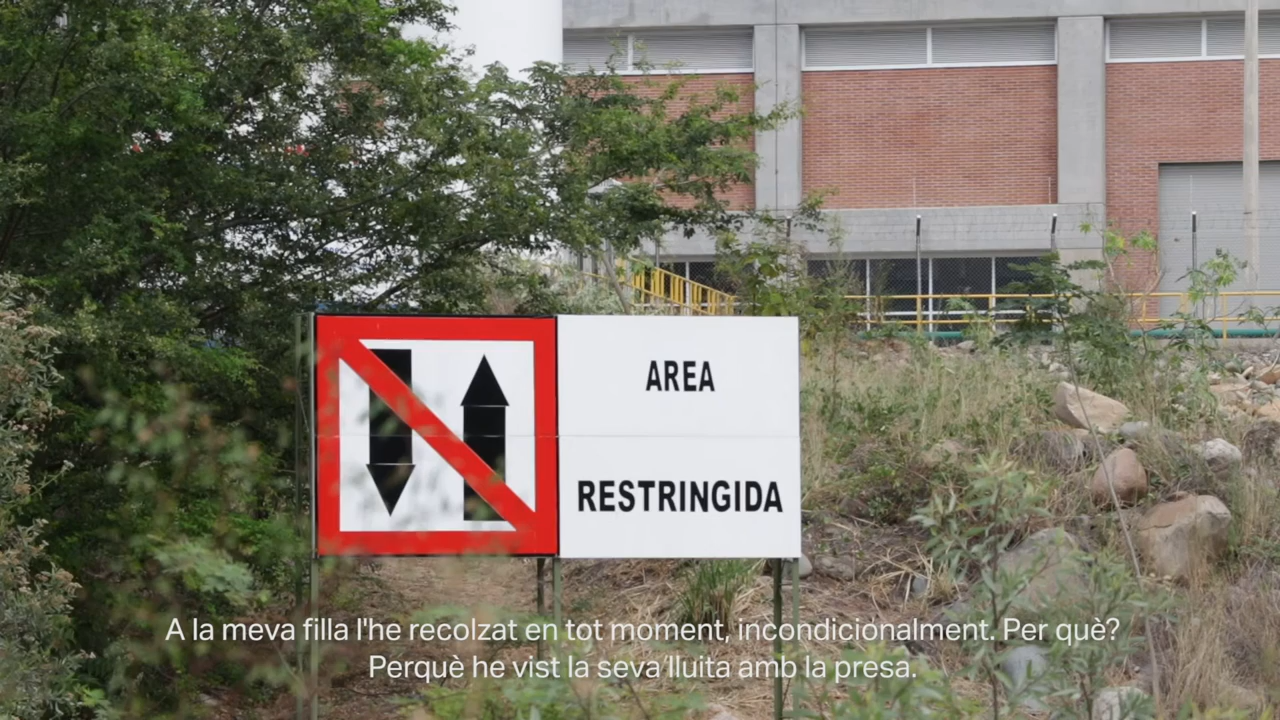 AREA
RESTRINGIDA
A la meva filla l'he recolzat en tot moment, incondicionalment. Per què?
Perquè he vist la seva lluita amb la presa.